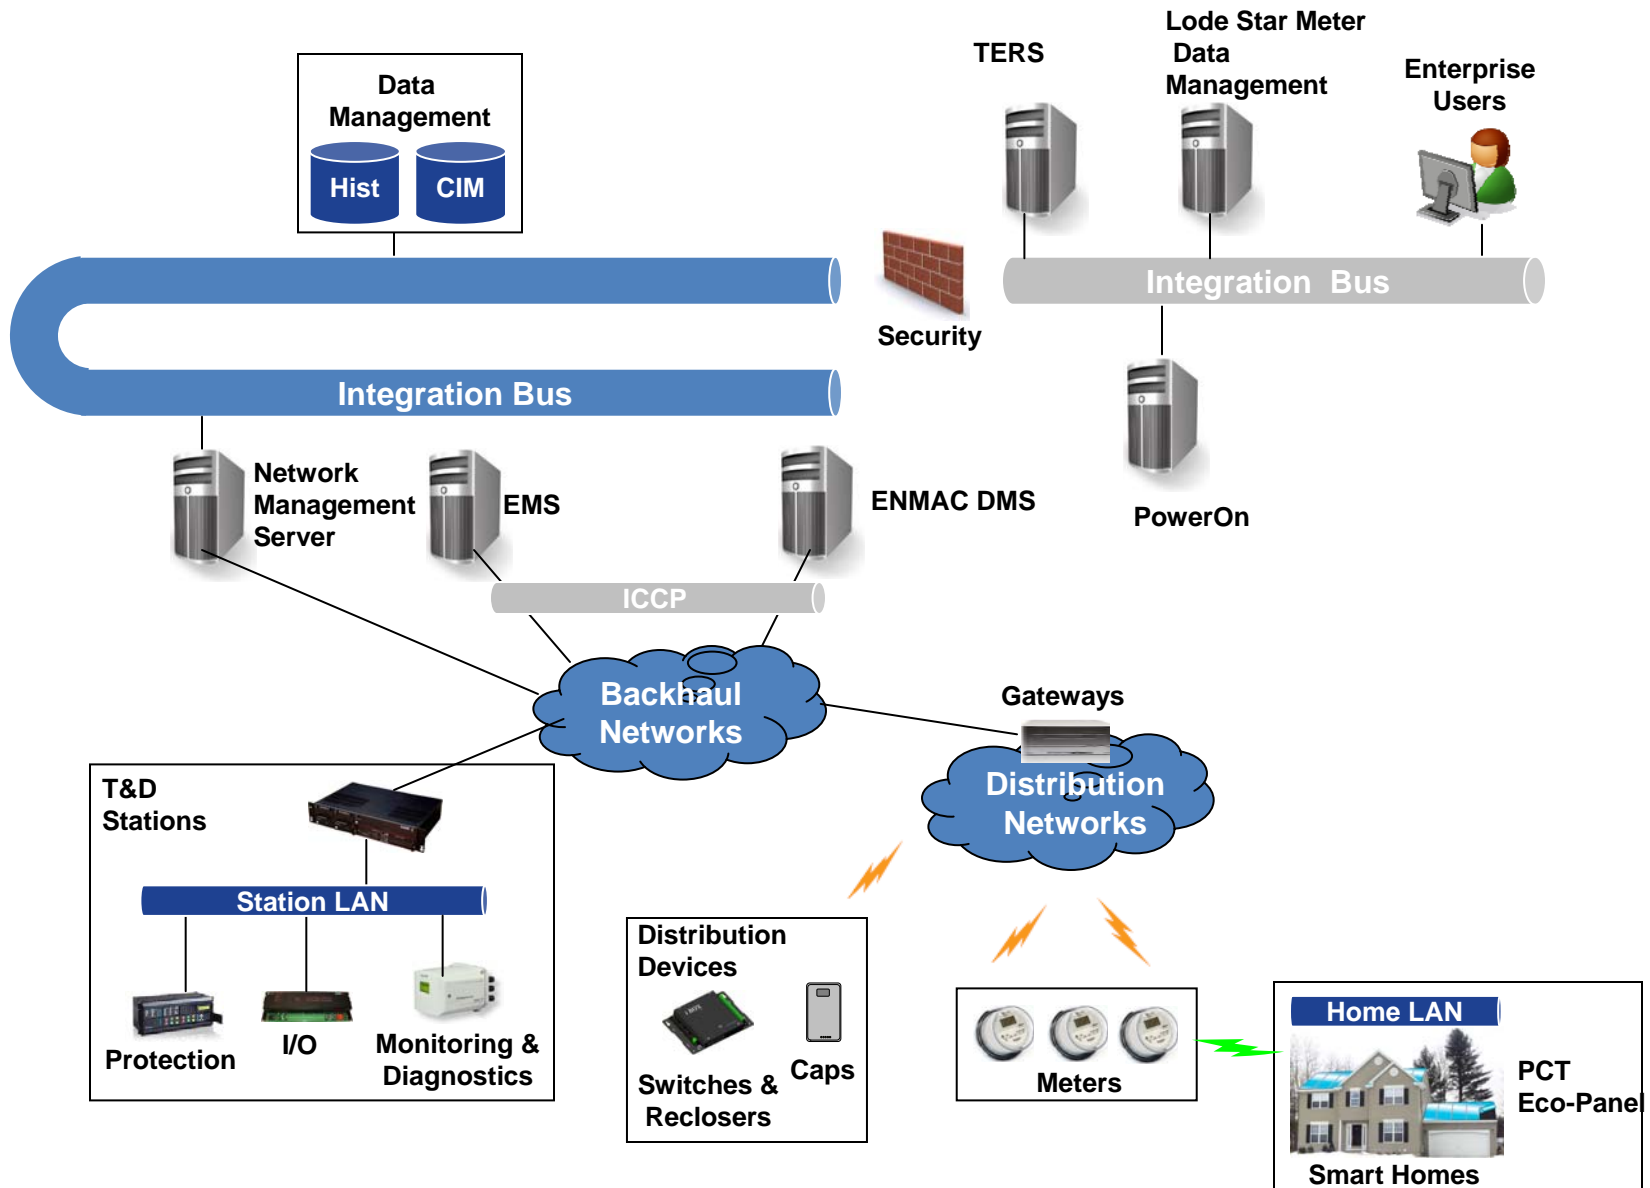 Data
Management
Hist
CIM
TERS
Lode Star Meter
Data
Management
Enterprise
Users
Integration Bus
Security
Integration Bus
PowerOn
Network
Management
Server
EMS
ENMAC DMS
ICCP
Backhaul
Networks
Gateways
Distribution
Networks
T&D
Stations
Station LAN
Protection
I/O
Monitoring &
Diagnostics
Distribution
Devices
Switches &
Reclosers
Caps
Meters
Home LAN
PCT
Eco-Panel
Smart Homes